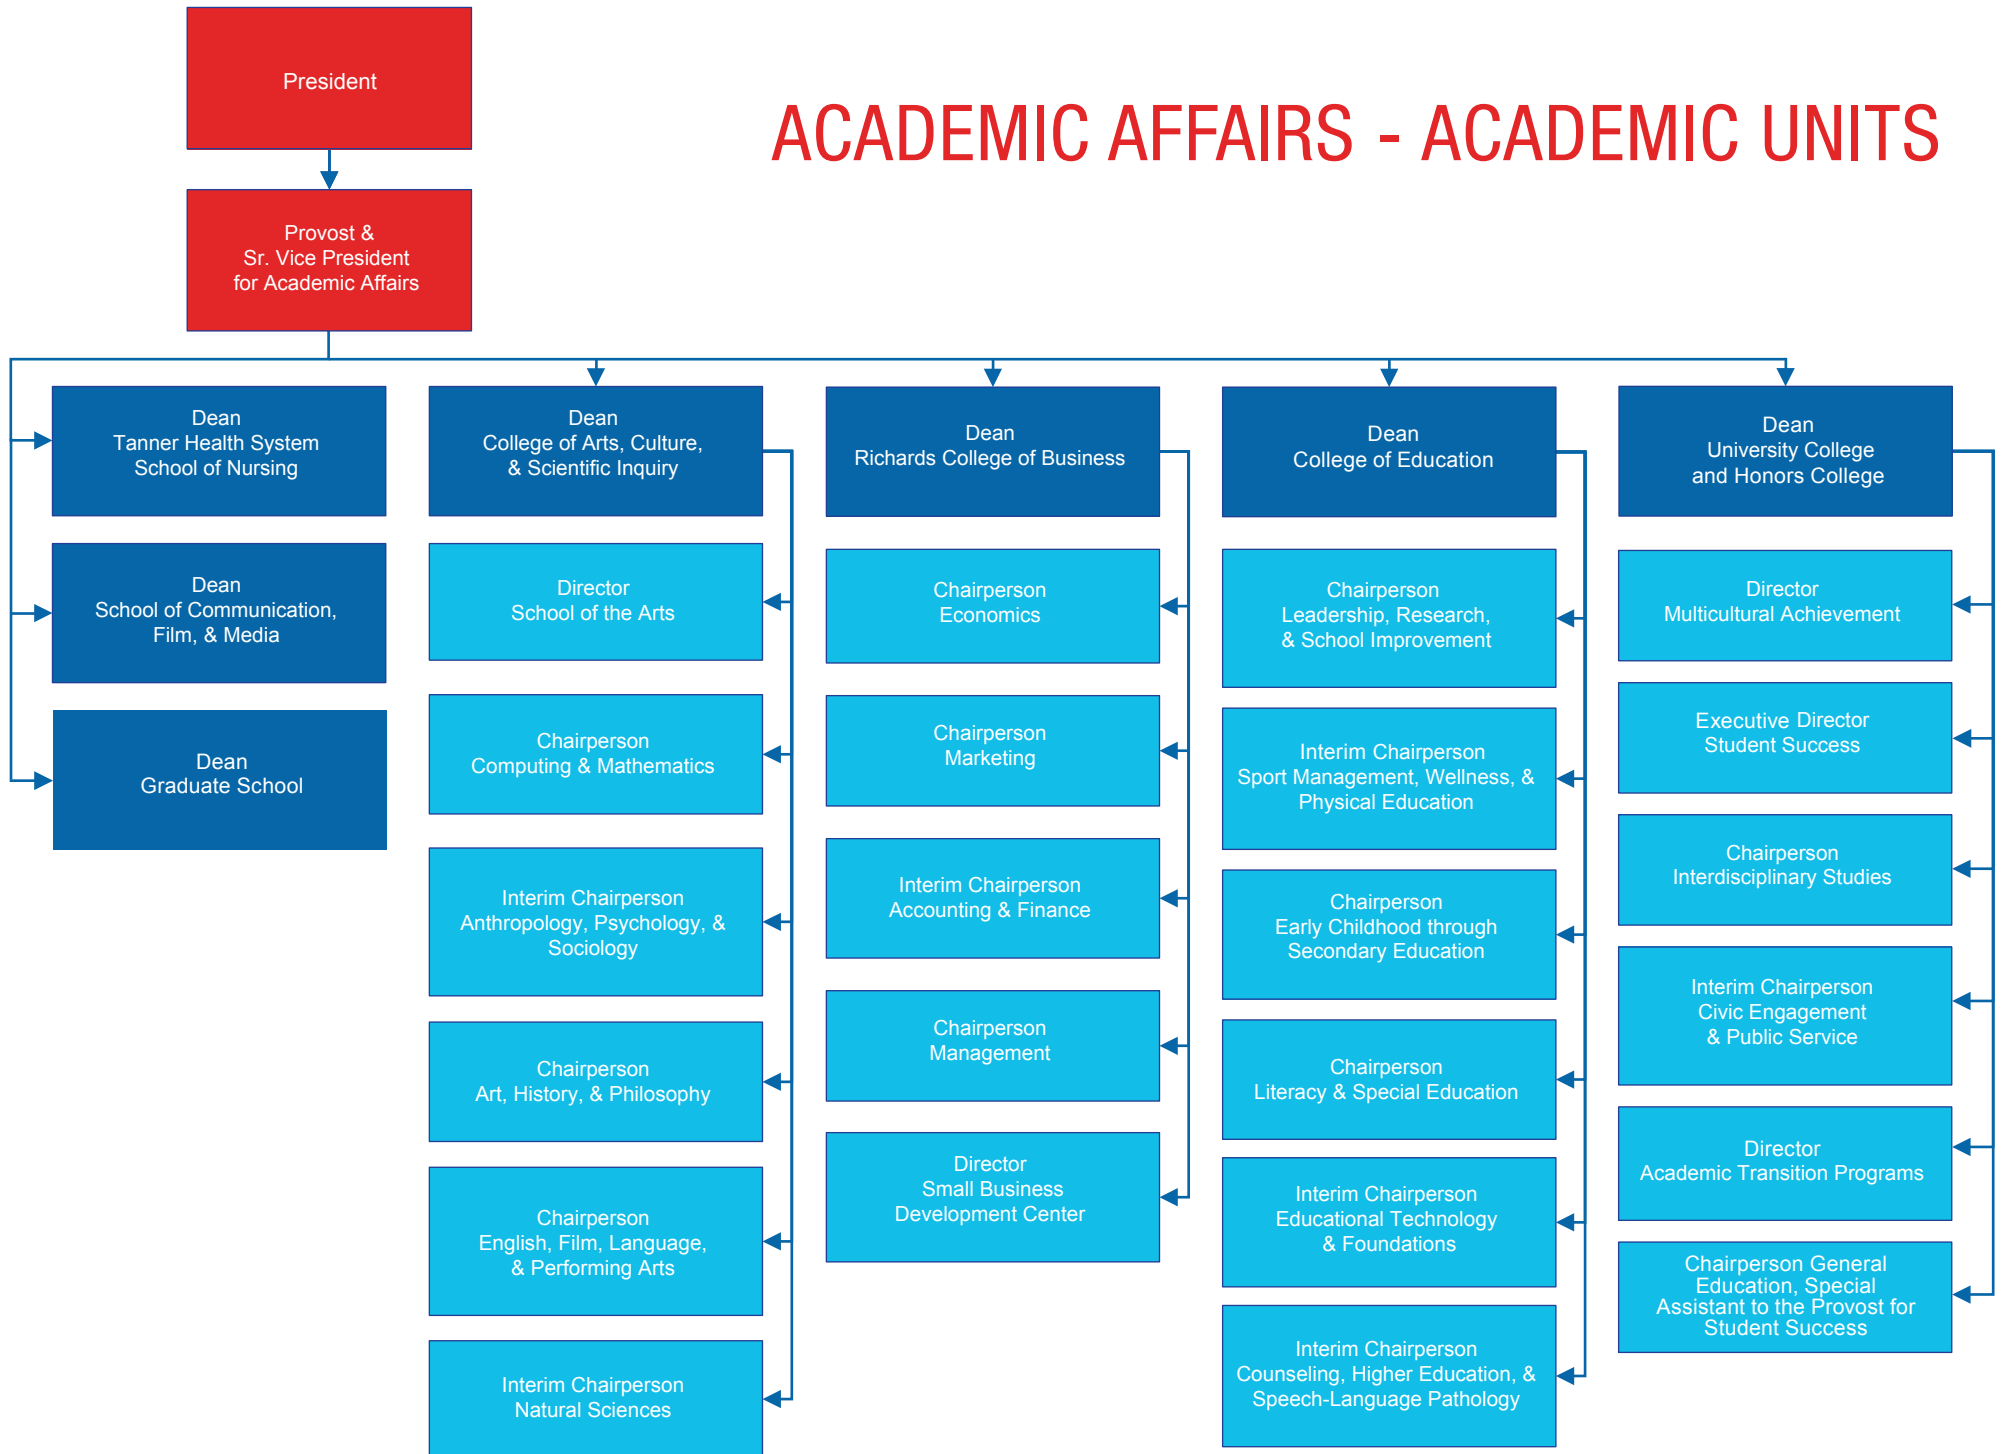 President
ACADEMIC AFFAIRS - ACADEMIC UNITS
Provost &
Sr. Vice President
for Academic Affairs
Dean
Tanner Health System
School of Nursing
Dean
School of Communication,
Film, & Media
Dean
Graduate School
Dean
College of Arts, Culture,
& Scientific Inquiry
Director
School of the Arts
Chairperson
Computing & Mathematics
Interim Chairperson
Anthropology, Psychology, &
Sociology
Chairperson
Art, History, & Philosophy
Chairperson
English, Film, Language,
& Performing Arts
Interim Chairperson
Natural Sciences
Dean
Richards College of Business
Chairperson
Economics
Chairperson
Marketing
Interim Chairperson
Accounting & Finance
Chairperson
Management
Director
Small Business
Development Center
Dean
College of Education
Chairperson
Leadership, Research,
& School Improvement
Interim Chairperson
Sport Management, Wellness, &
Physical Education
Chairperson
Early Childhood through
Secondary Education
Chairperson
Literacy & Special Education
Interim Chairperson
Educational Technology
& Foundations
Interim Chairperson
Counseling, Higher Education, &
Speech-Language Pathology
Dean
University College
and Honors College
Director
Multicultural Achievement
Executive Director
Student Success
Chairperson
Interdisciplinary Studies
Interim Chairperson
Civic Engagement
& Public Service
Director
Academic Transition Programs
Chairperson General
Education, Special
Assistant to the Provost for
Student Success